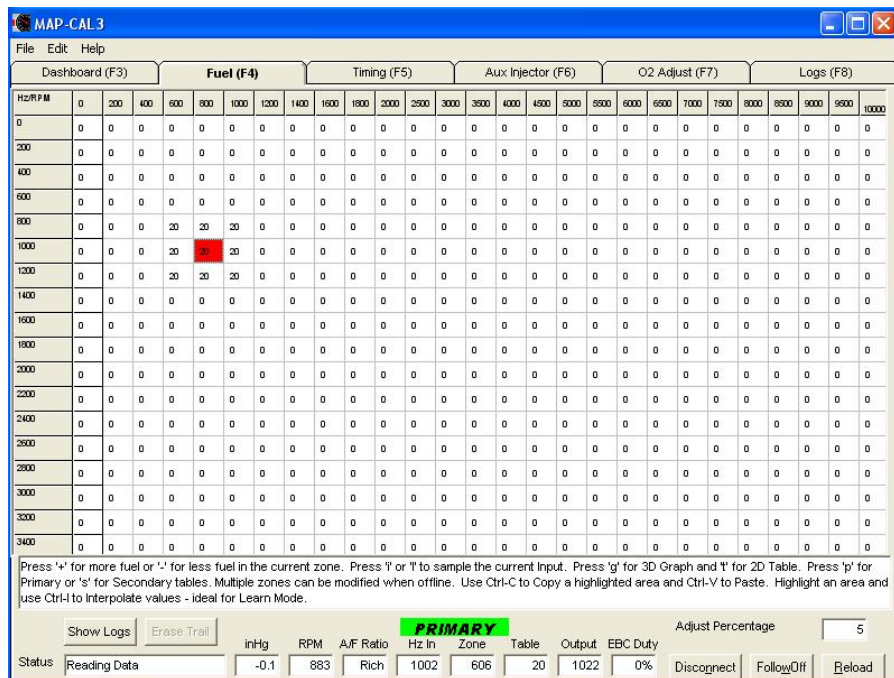 MAP-CAL3
File Edit Help
Dashboard (F3) Fuel (F4) Timing (F5) Aux Injector (F6) O2 Adjust (F7) Logs (F8)
Hz/RPM 0 200 400 600 800 1000 1200 1400 1600 1800 2000 2500 3000 3500 4000 4500 5000 5500 6000 6500 7000 7500 8000 8500 9000 9500 10000
0 0 0 0 0 0 0 0 0 0 0 0 0 0 0 0 0 0 0 0 0 0 0 0 0 0 0 0
200 0 0 0 0 0 0 0 0 0 0 0 0 0 0 0 0 0 0 0 0 0 0 0 0 0 0 0
400 0 0 0 0 0 0 0 0 0 0 0 0 0 0 0 0 0 0 0 0 0 0 0 0 0 0 0
600 0 0 0 0 0 0 0 0 0 0 0 0 0 0 0 0 0 0 0 0 0 0 0 0 0 0 0
800 0 0 0 20 20 20 0 0 0 0 0 0 0 0 0 0 0 0 0 0 0 0 0 0 0 0 0
1000 0 0 0 20 20 20 0 0 0 0 0 0 0 0 0 0 0 0 0 0 0 0 0 0 0 0 0
1200 0 0 0 20 20 20 0 0 0 0 0 0 0 0 0 0 0 0 0 0 0 0 0 0 0 0 0
1400 0 0 0 0 0 0 0 0 0 0 0 0 0 0 0 0 0 0 0 0 0 0 0 0 0 0 0
1600 0 0 0 0 0 0 0 0 0 0 0 0 0 0 0 0 0 0 0 0 0 0 0 0 0 0 0
1800 0 0 0 0 0 0 0 0 0 0 0 0 0 0 0 0 0 0 0 0 0 0 0 0 0 0 0
2000 0 0 0 0 0 0 0 0 0 0 0 0 0 0 0 0 0 0 0 0 0 0 0 0 0 0 0
2200 0 0 0 0 0 0 0 0 0 0 0 0 0 0 0 0 0 0 0 0 0 0 0 0 0 0 0
2400 0 0 0 0 0 0 0 0 0 0 0 0 0 0 0 0 0 0 0 0 0 0 0 0 0 0 0
2600 0 0 0 0 0 0 0 0 0 0 0 0 0 0 0 0 0 0 0 0 0 0 0 0 0 0 0
2800 0 0 0 0 0 0 0 0 0 0 0 0 0 0 0 0 0 0 0 0 0 0 0 0 0 0 0
3000 0 0 0 0 0 0 0 0 0 0 0 0 0 0 0 0 0 0 0 0 0 0 0 0 0 0 0
3200 0 0 0 0 0 0 0 0 0 0 0 0 0 0 0 0 0 0 0 0 0 0 0 0 0 0 0
3400 0 0 0 0 0 0 0 0 0 0 0 0 0 0 0 0 0 0 0 0 0 0 0 0 0 0 0
Press '+' for more fuel or '-' for less fuel in the current zone. Press 'i' or 'I' to sample the current Input. Press 'g' for 3D Graph and 't' for 2D Table. Press 'p' for
Primary or 's' for Secondary tables. Multiple zones can be modified when offline. Use Ctrl-C to Copy a highlighted area and Ctrl-V to Paste. Highlight an area and
use Ctrl-I to Interpolate values - ideal for Learn Mode.
Show Logs Erase Trail PRIMARY Adjust Percentage 5
inHg RPM A/F Ratio Hz In Zone Table Output EBC Duty
Status Reading Data -0.1 883 Rich 1002 606 20 1022 0% Disconnect FollowOff Reload